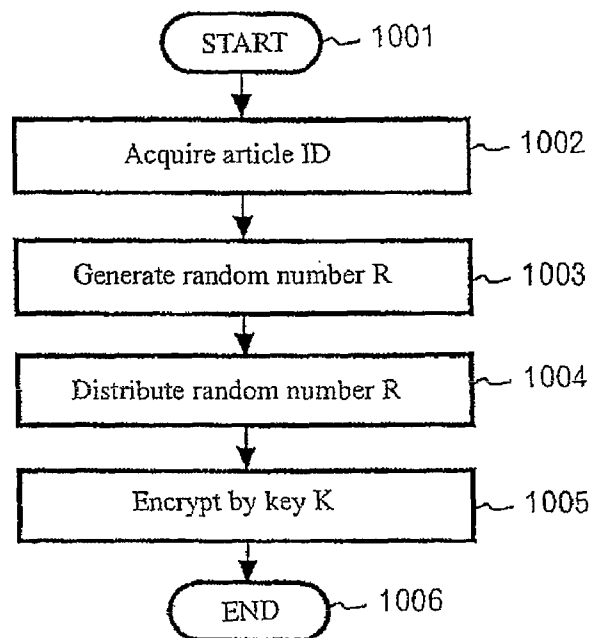 START 1001
Acquire article ID 1002
Generate random number R 1003
Distribute random number R 1004
Encrypt by key K 1005
END 1006